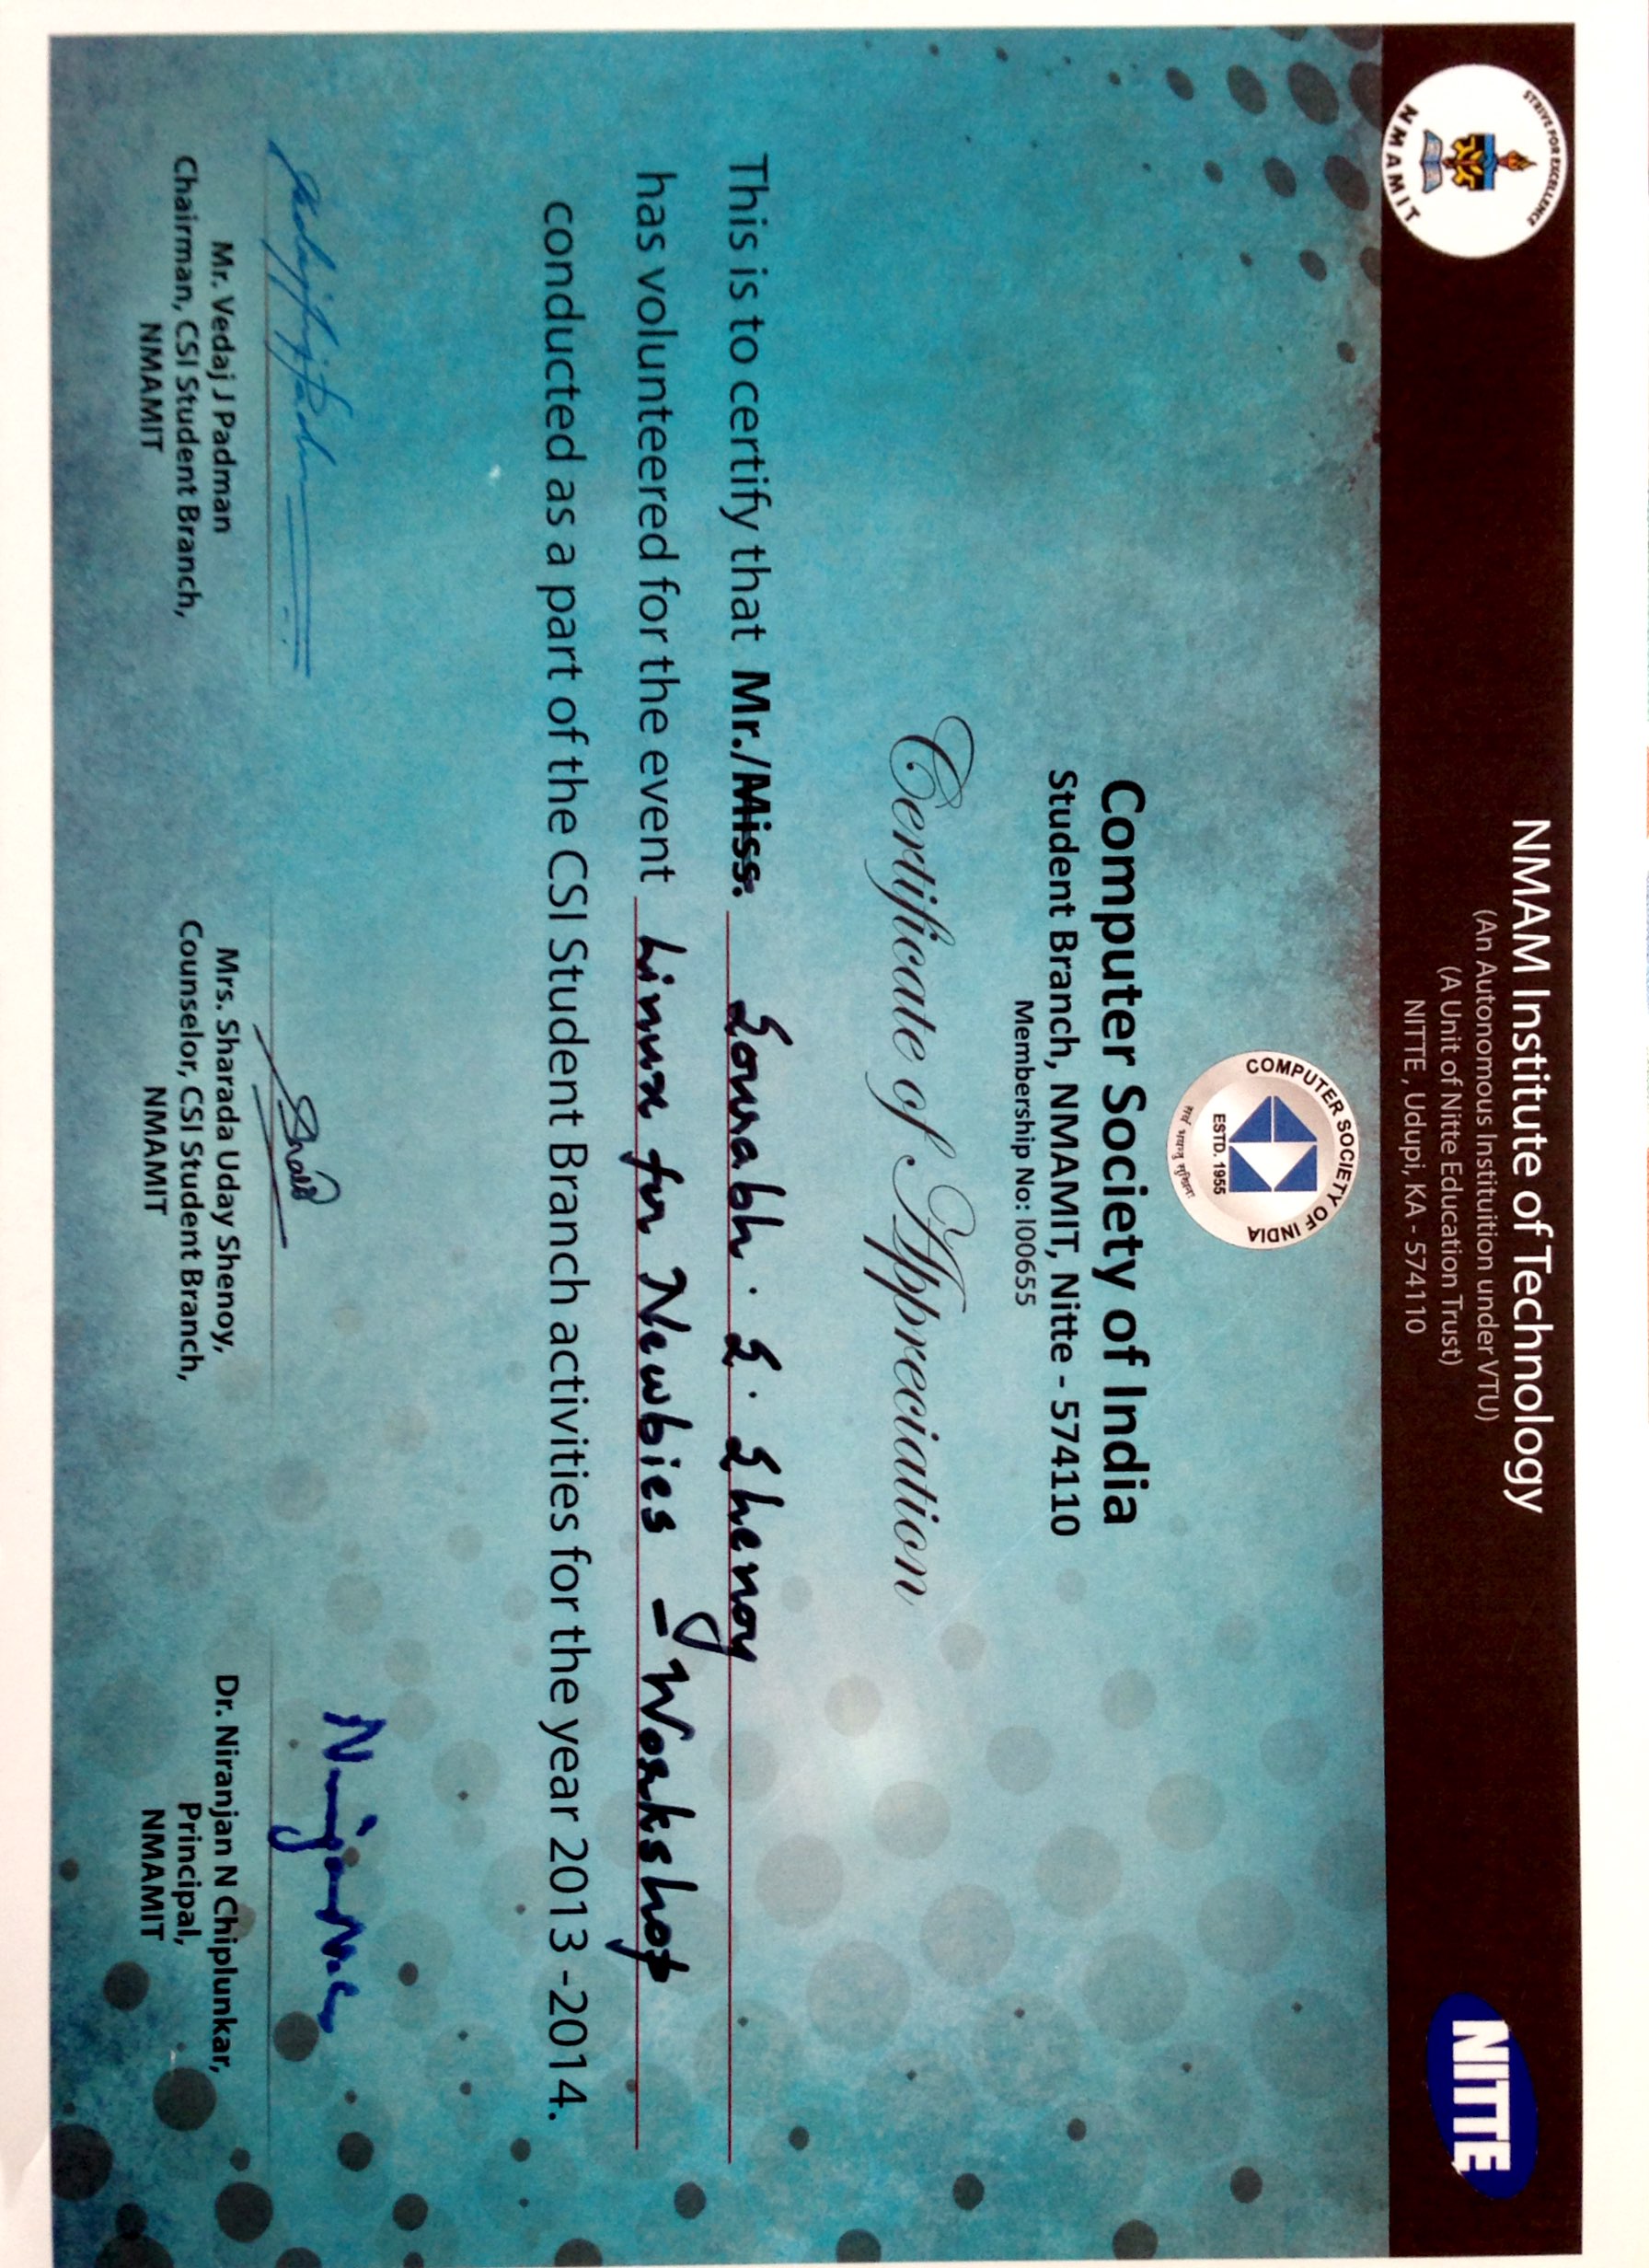 STRIVE FOR EXCELLENCE
NMAMIT
NMAM Institute of Technology
(An Autonomous Instituition under VTU)
(A Unit of Nitte Education Trust)
NITTE , Udupi, KA - 574110
NITTE
COMPUTER SOCIETY OF INDIA
ESTD. 1955
सर्वे भवन्तु सुखिनः
Computer Society of India
Student Branch, NMAMIT, Nitte - 574110
Membership No: I00655
Certificate of Appreciation
This is to certify that Mr./Miss. Sourabh . S. Shenoy
has volunteered for the event Linux for Newbies - Workshop
conducted as a part of the CSI Student Branch activities for the year 2013 -2014.
Mr. Vedaj J Padman
Chairman, CSI Student Branch,
NMAMIT
Mrs. Sharada Uday Shenoy,
Counselor, CSI Student Branch,
NMAMIT
Niranjan N.C
Dr. Niranjan N Chiplunkar,
Principal,
NMAMIT